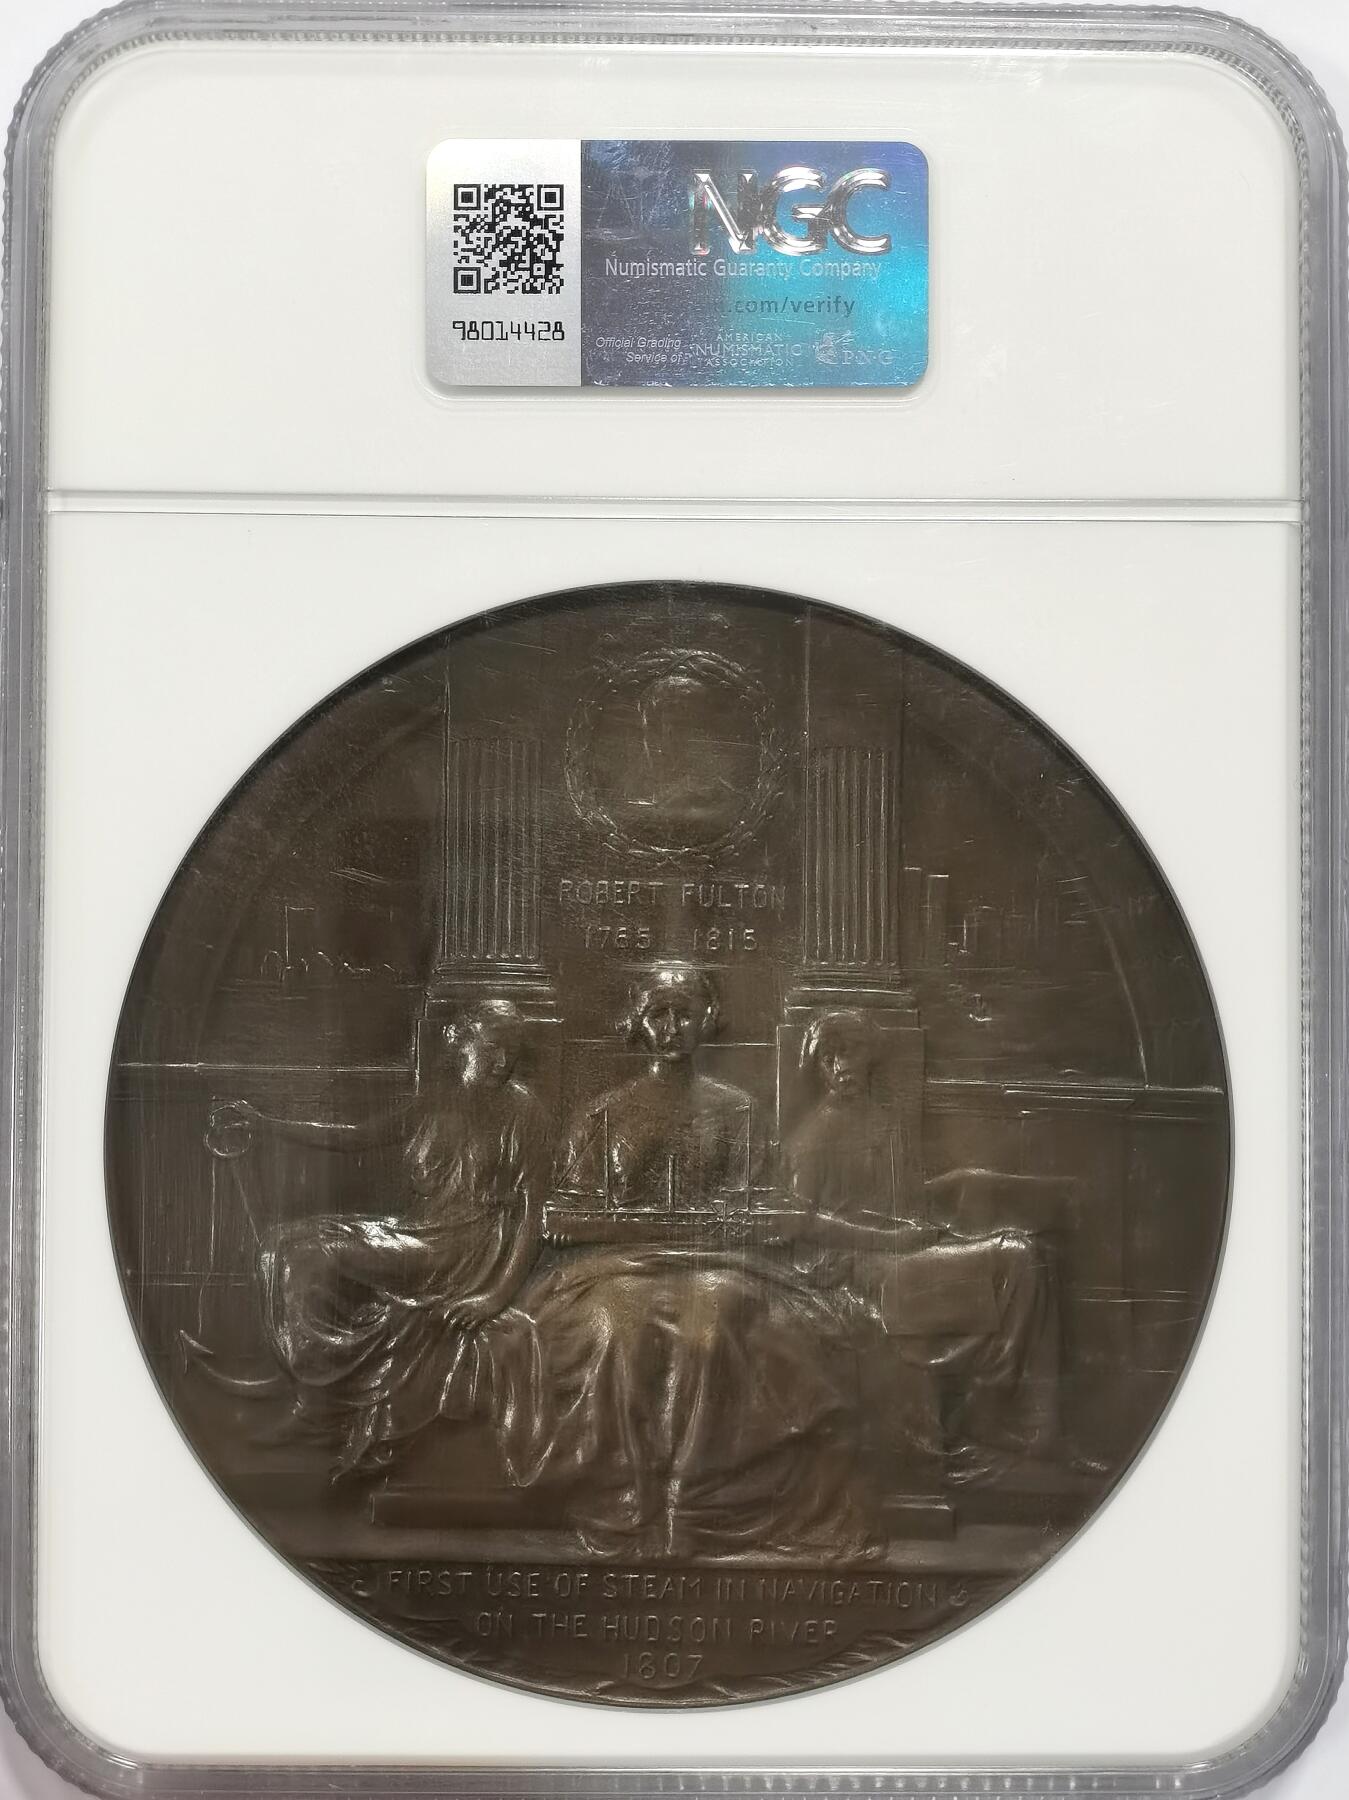 NGC
Numismatic Guaranty Company
.com/verify
98014428
Official Grading
Service of
AMERICAN
NUMISMATIC
ASSOCIATION
P·N·G
ROBERT FULTON
1765 1815
FIRST USE OF STEAM IN NAVIGATION
ON THE HUDSON RIVER
1807